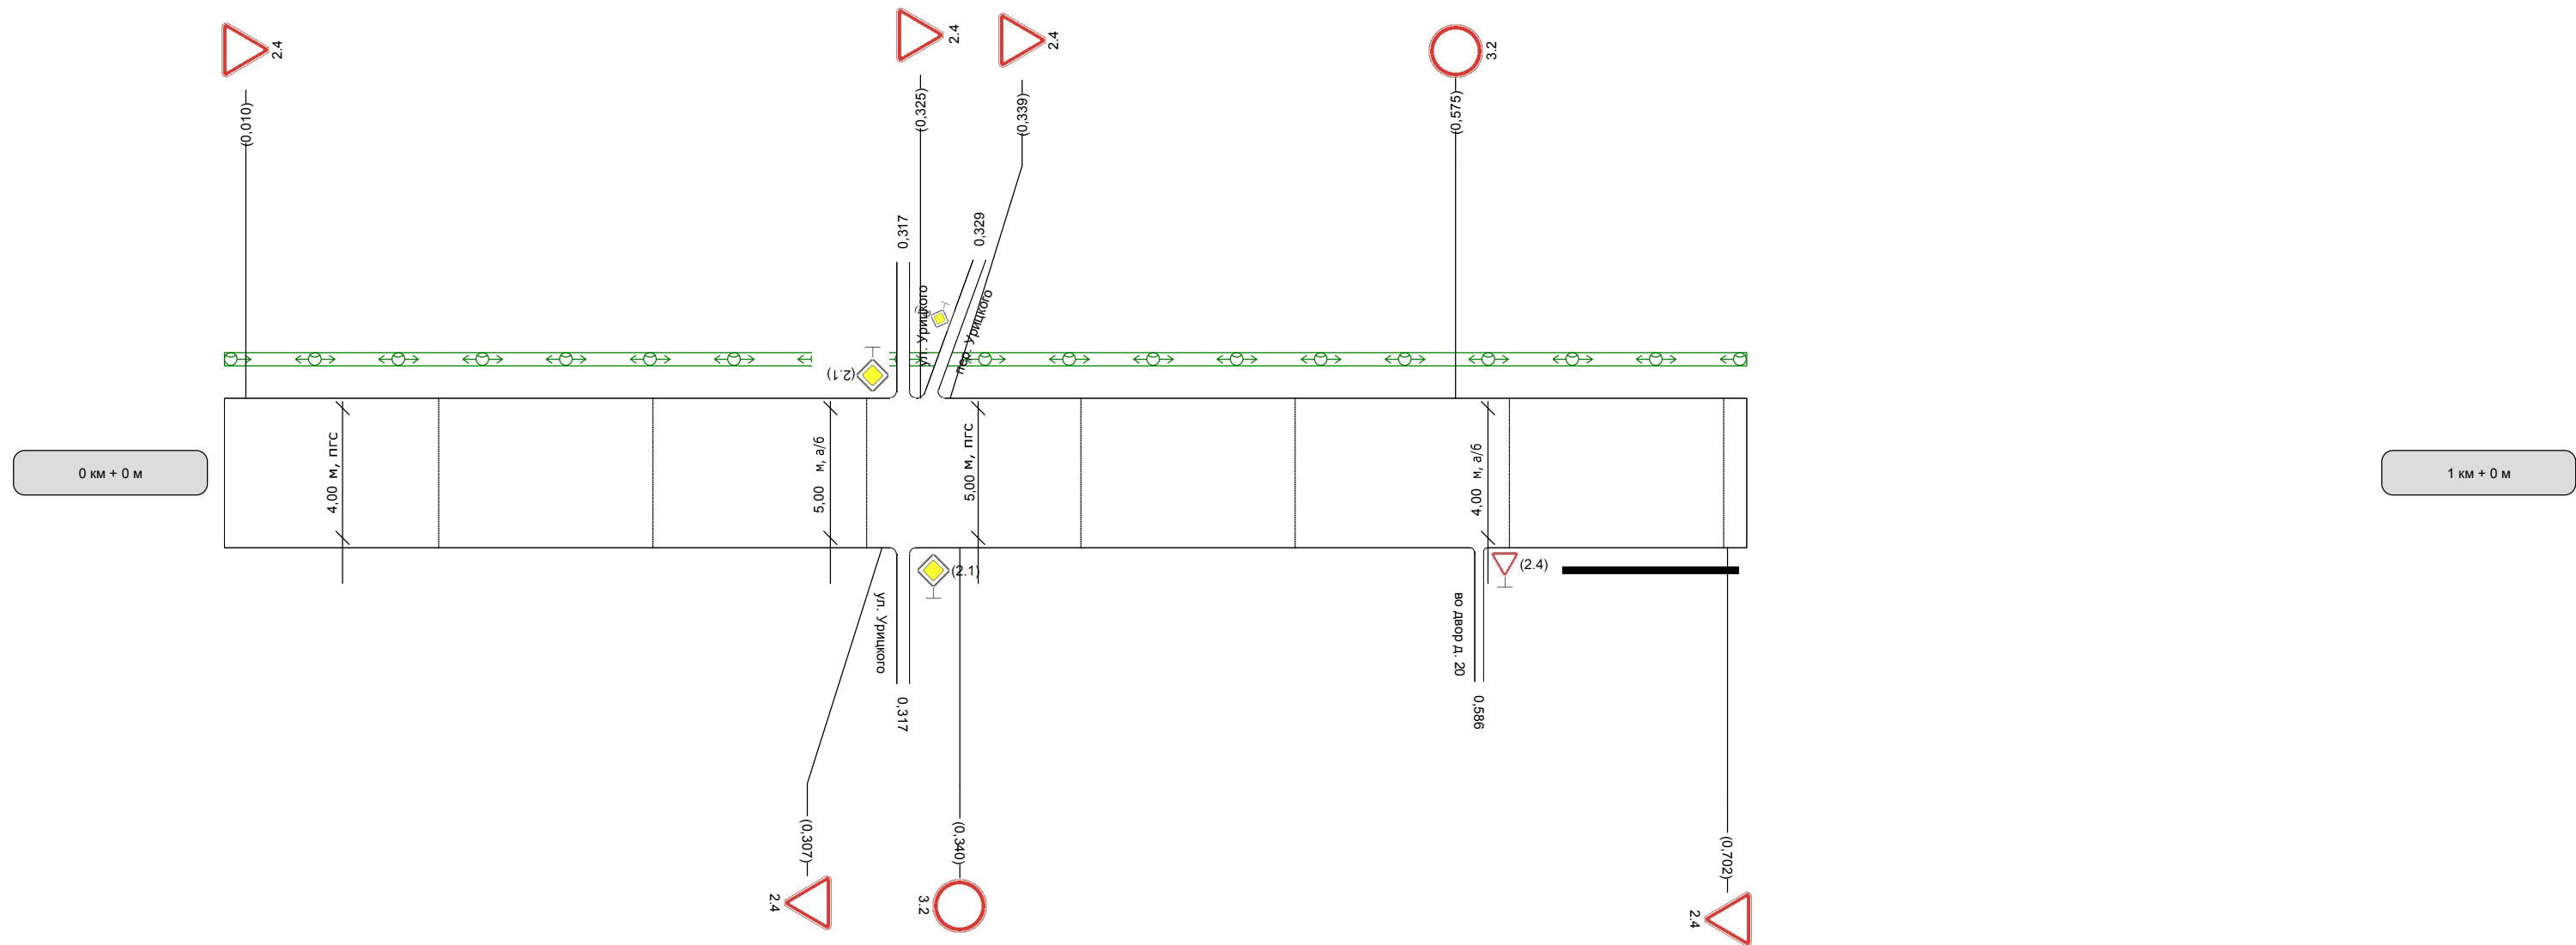 2.4
2.4
2.4
3.2
(0,010)
(0,325)
(0,339)
(0,575)
0,317
0,329
ул. Урицкого
пер. Урицкого
(2.1)
4,00 м, пгс
5,00 м, а/б
5,00 м, пгс
4,00 м, а/б
0 км + 0 м
1 км + 0 м
(2.1)
(2.4)
ул. Урицкого
во двор д. 20
0,317
0,586
(0,307)
(0,340)
(0,702)
2.4
3.2
2.4